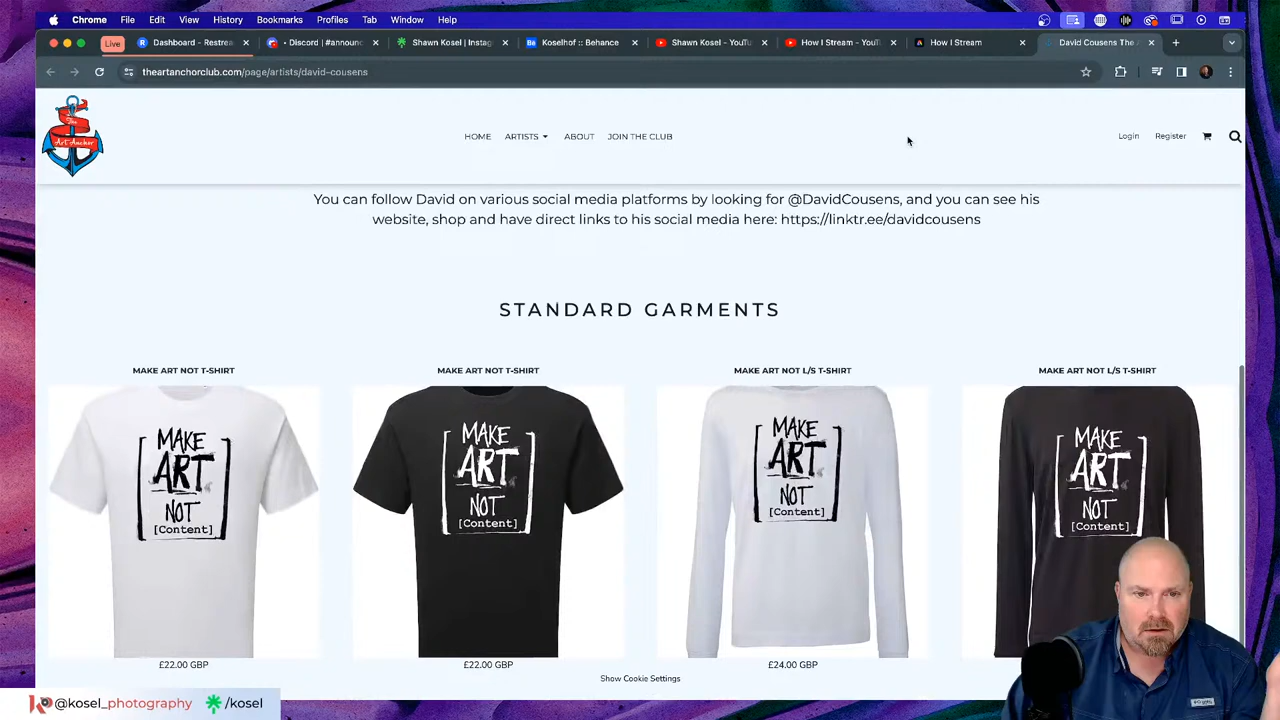 Chrome File Edit View History Bookmarks Profiles Tab Window Help
Live Dashboard - Restrea Discord | #announc Shawn Kosel | Instag Koselhof :: Behance Shawn Kosel - YouTu How I Stream - YouTu How I Stream David Cousens The A
theartanchorclub.com/page/artists/david-cousens
The
Art Anchor
HOME ARTISTS ABOUT JOIN THE CLUB Login Register
You can follow David on various social media platforms by looking for @DavidCousens, and you can see his
website, shop and have direct links to his social media here: https://linktr.ee/davidcousens
STANDARD GARMENTS
MAKE ART NOT T-SHIRT MAKE ART NOT T-SHIRT MAKE ART NOT L/S T-SHIRT MAKE ART NOT L/S T-SHIRT
MAKE MAKE MAKE MAKE
ART ART ART ART
NOT NOT NOT NOT
[Content] [Content] [Content] [Content]
£22.00 GBP £22.00 GBP £24.00 GBP
Show Cookie Settings
@kosel_photography /kosel